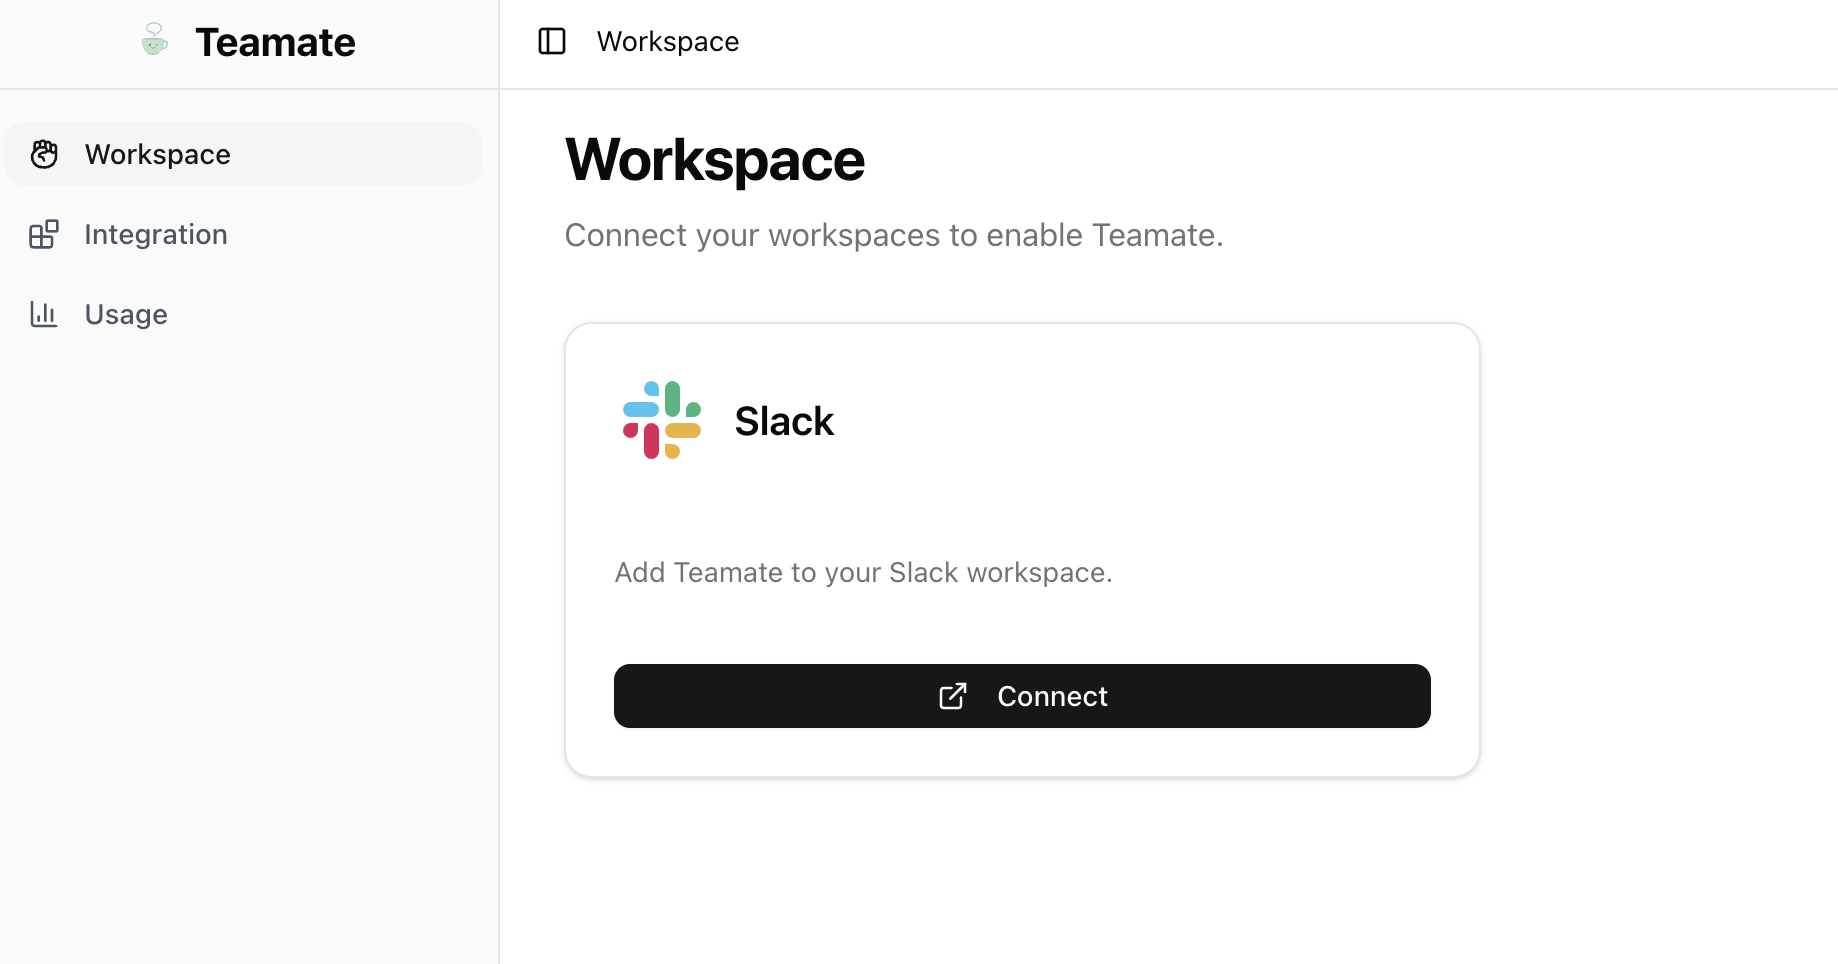 Teamate
Workspace
Workspace
Integration
Usage
Workspace
Connect your workspaces to enable Teamate.
Slack
Add Teamate to your Slack workspace.
Connect